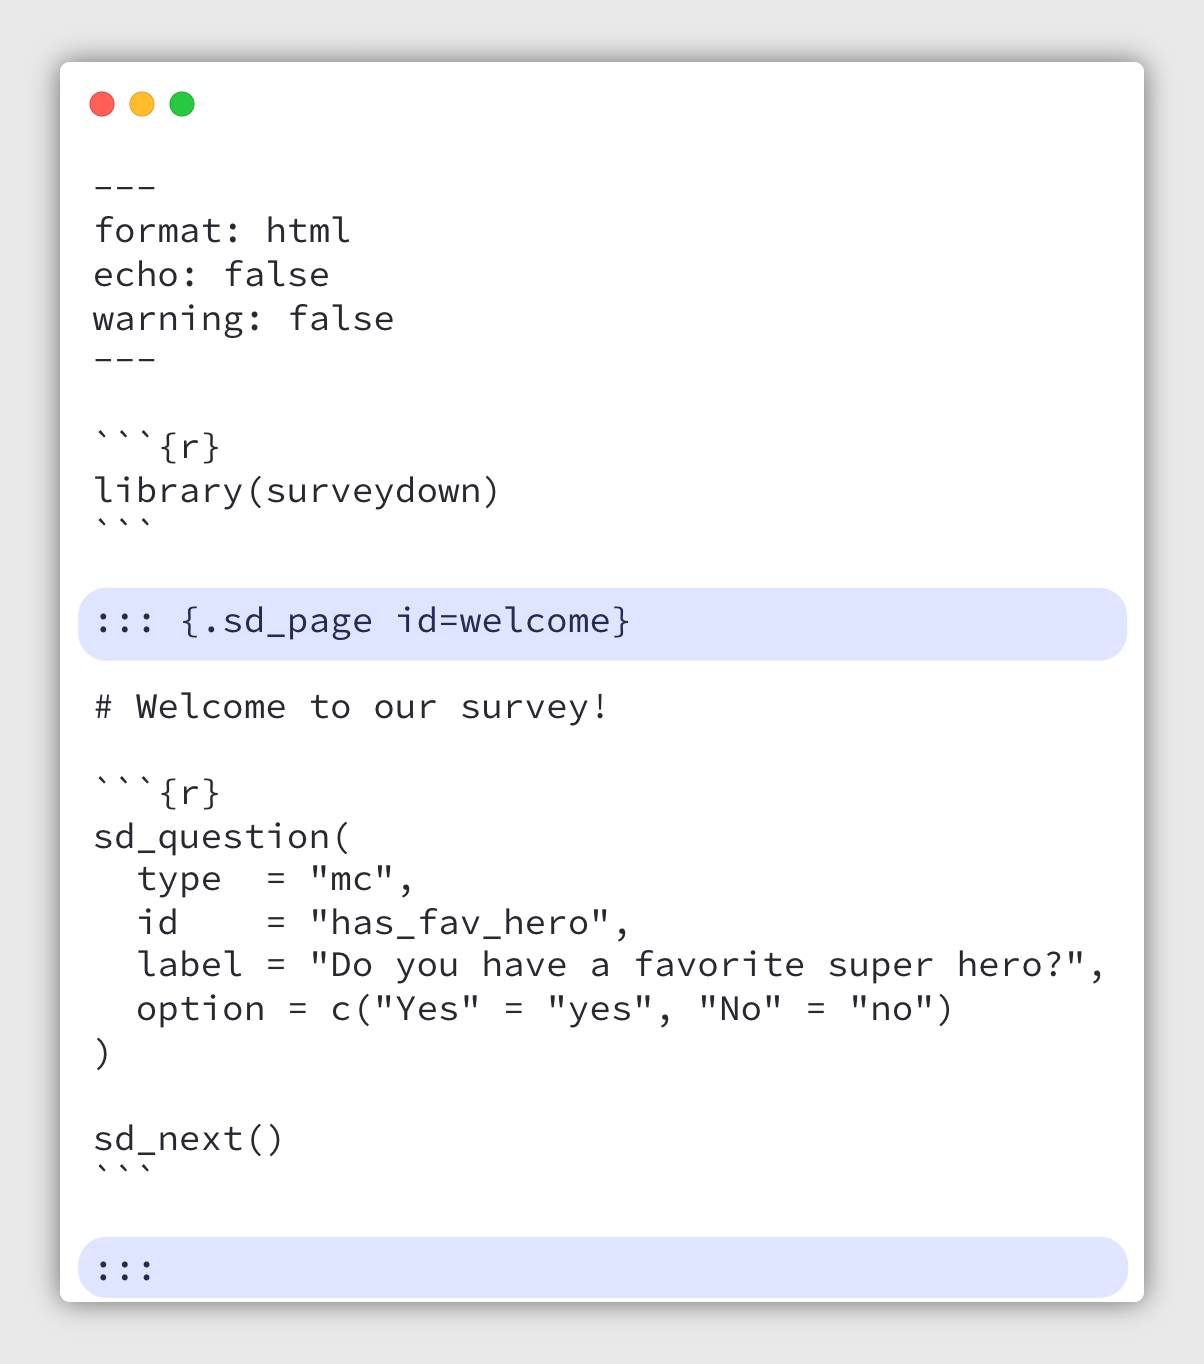 ---
format: html
echo: false
warning: false
---
```{r}
library(surveydown)
```
::: {.sd_page id=welcome}
# Welcome to our survey!
```{r}
sd_question(
  type  = "mc",
  id    = "has_fav_hero",
  label = "Do you have a favorite super hero?",
  option = c("Yes" = "yes", "No" = "no")
)
sd_next()
```
:::